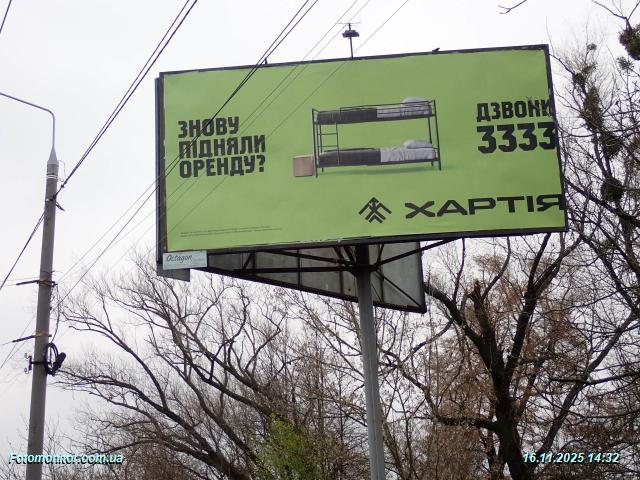 ЗНОВУ
ПІДНЯЛИ
ОРЕНДУ?
ДЗВОНИ
3333
ХАРТІЯ
Octagon
Fotomonitor.com.ua
16.11.2025 14:32